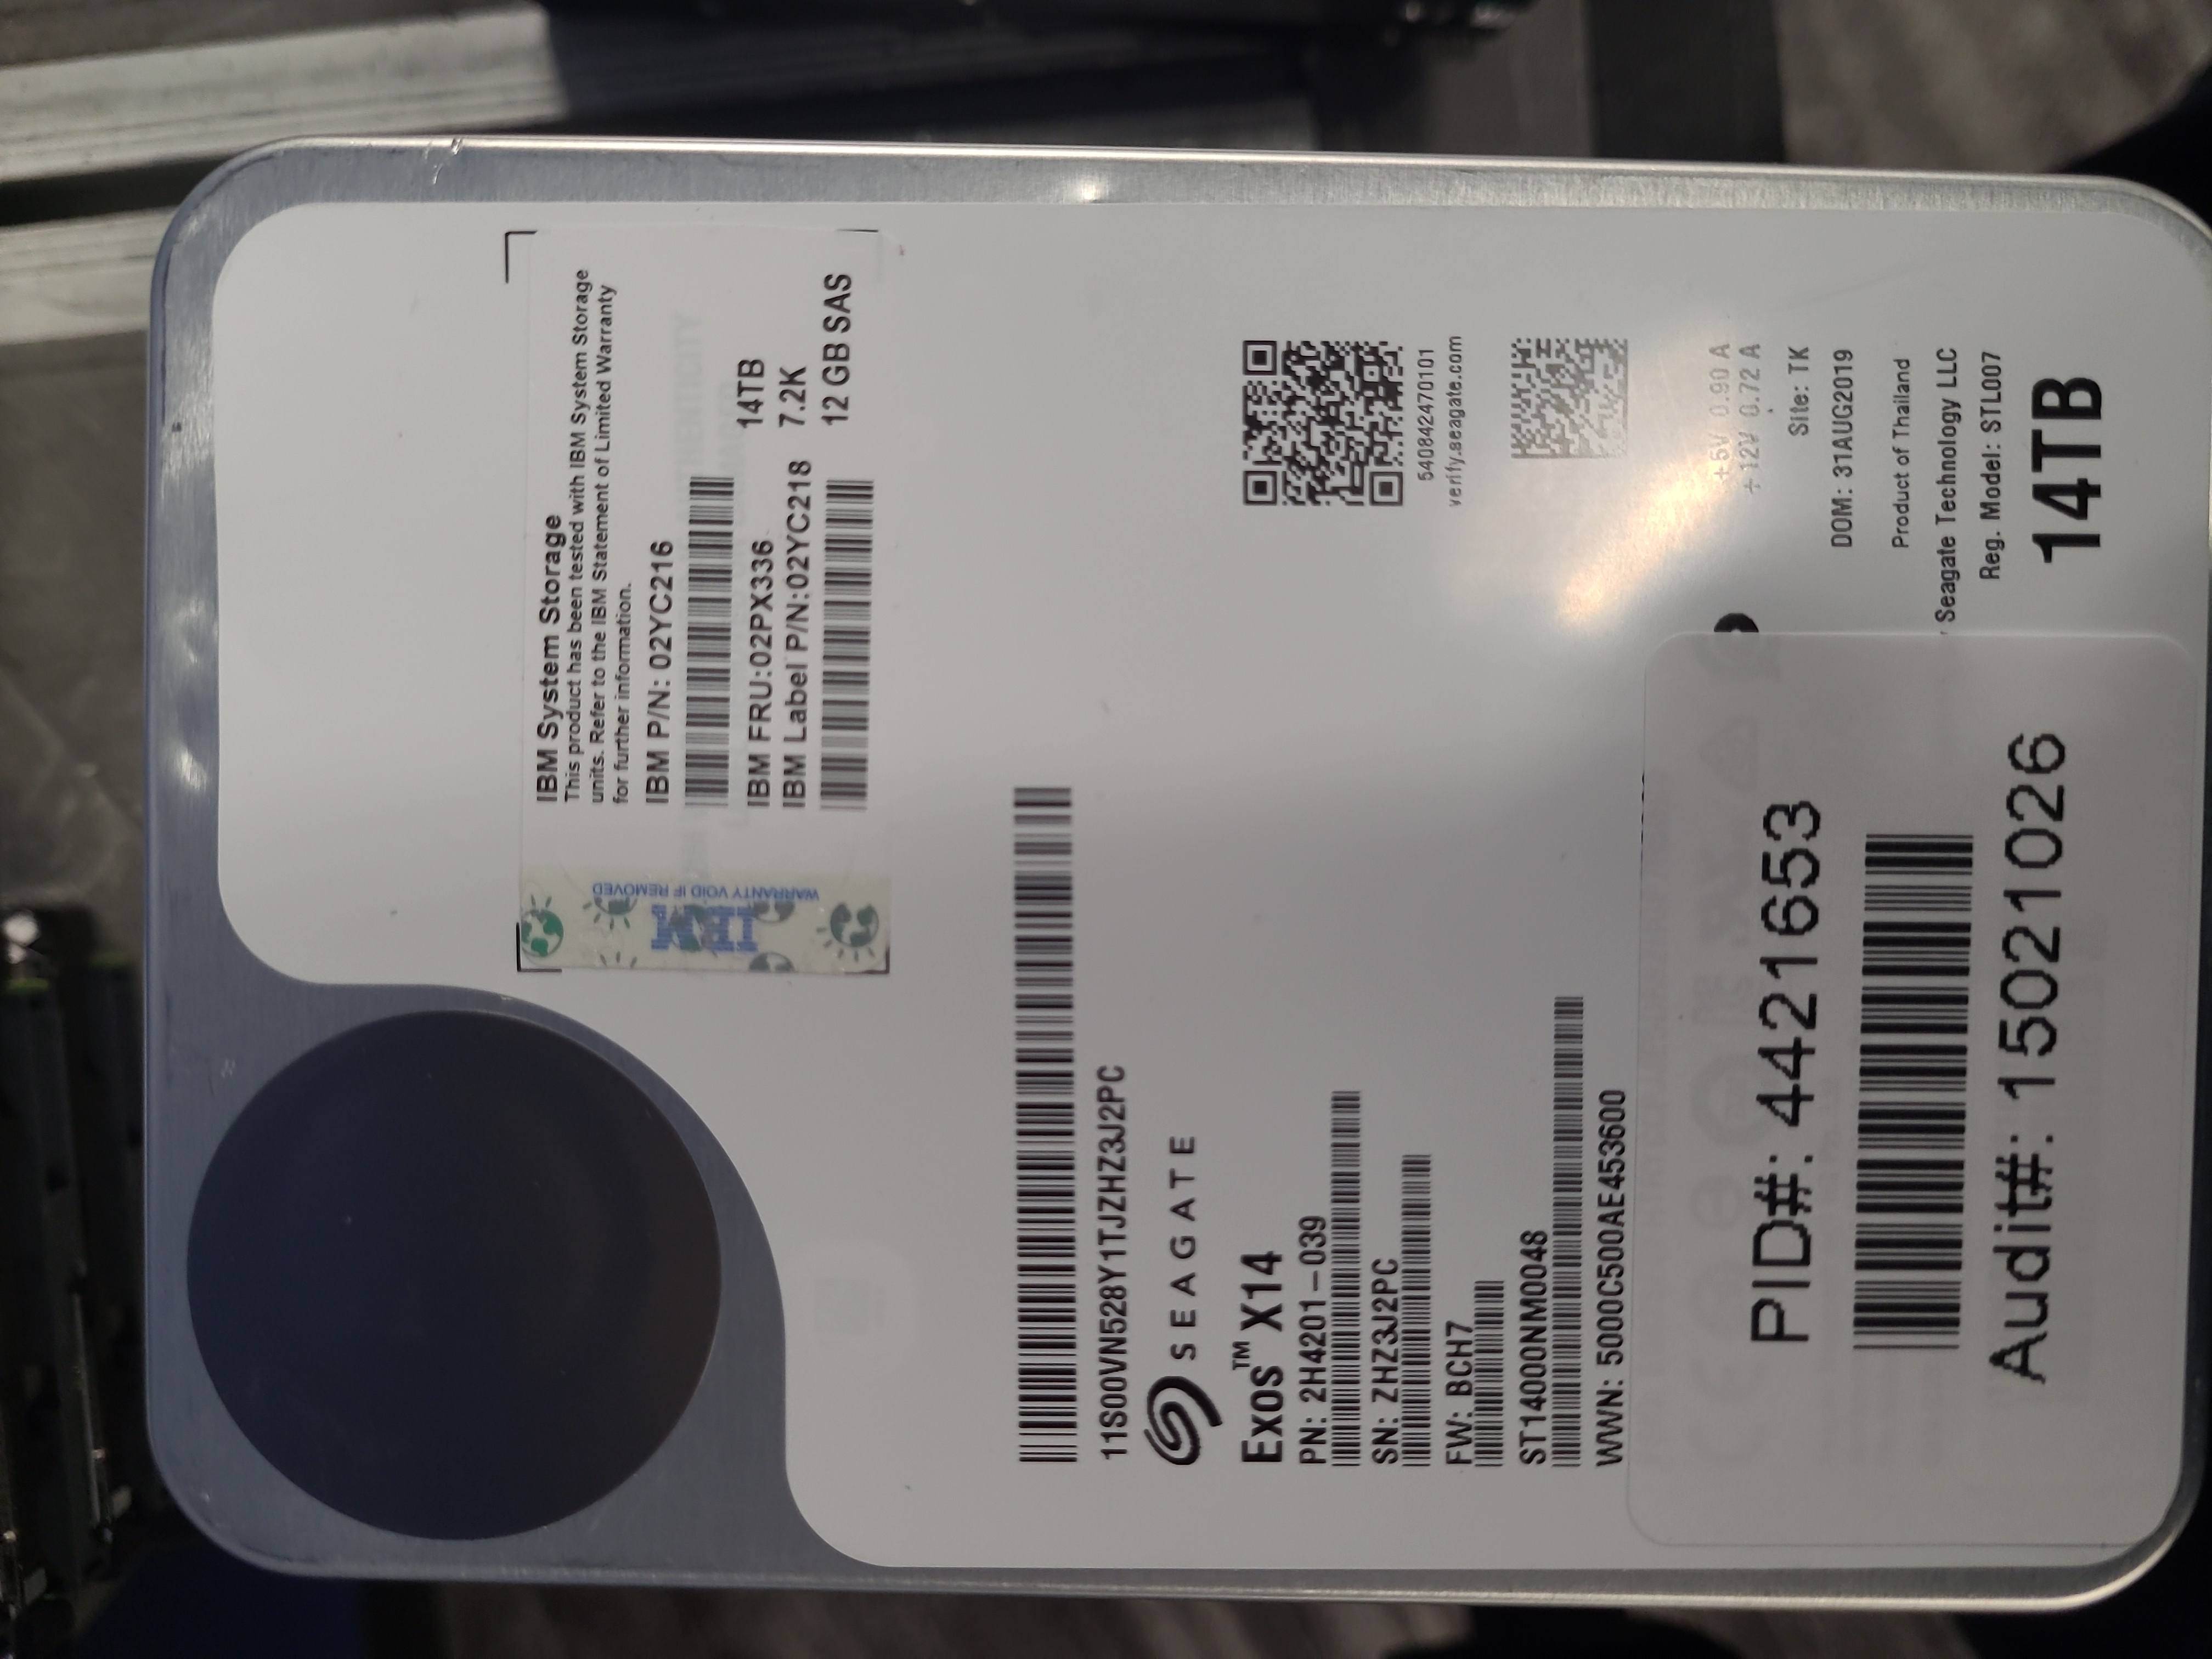 IBM System Storage
This product has been tested with IBM System Storage
units. Refer to the IBM Statement of Limited Warranty
for further information.
IBM P/N: 02YC216
IBM FRU:02PX336
IBM Label P/N:02YC218
14TB
7.2K
12 GB SAS
IBM
WARRANTY VOID IF REMOVED
11S00VN528Y1TJZHZ3J2PC
SEAGATE
Exos™ X14
PN: 2H4201-039
SN: ZHZ3J2PC
FW: BCH7
ST14000NM0048
WWN: 5000C500AE453600
540842470101
verify.seagate.com
+5V 0.90 A
+12V 0.72 A
Site: TK
DOM: 31AUG2019
Product of Thailand
Seagate Technology LLC
Reg. Model: STL007
14TB
PID#: 4421653
Audit#: 15021026